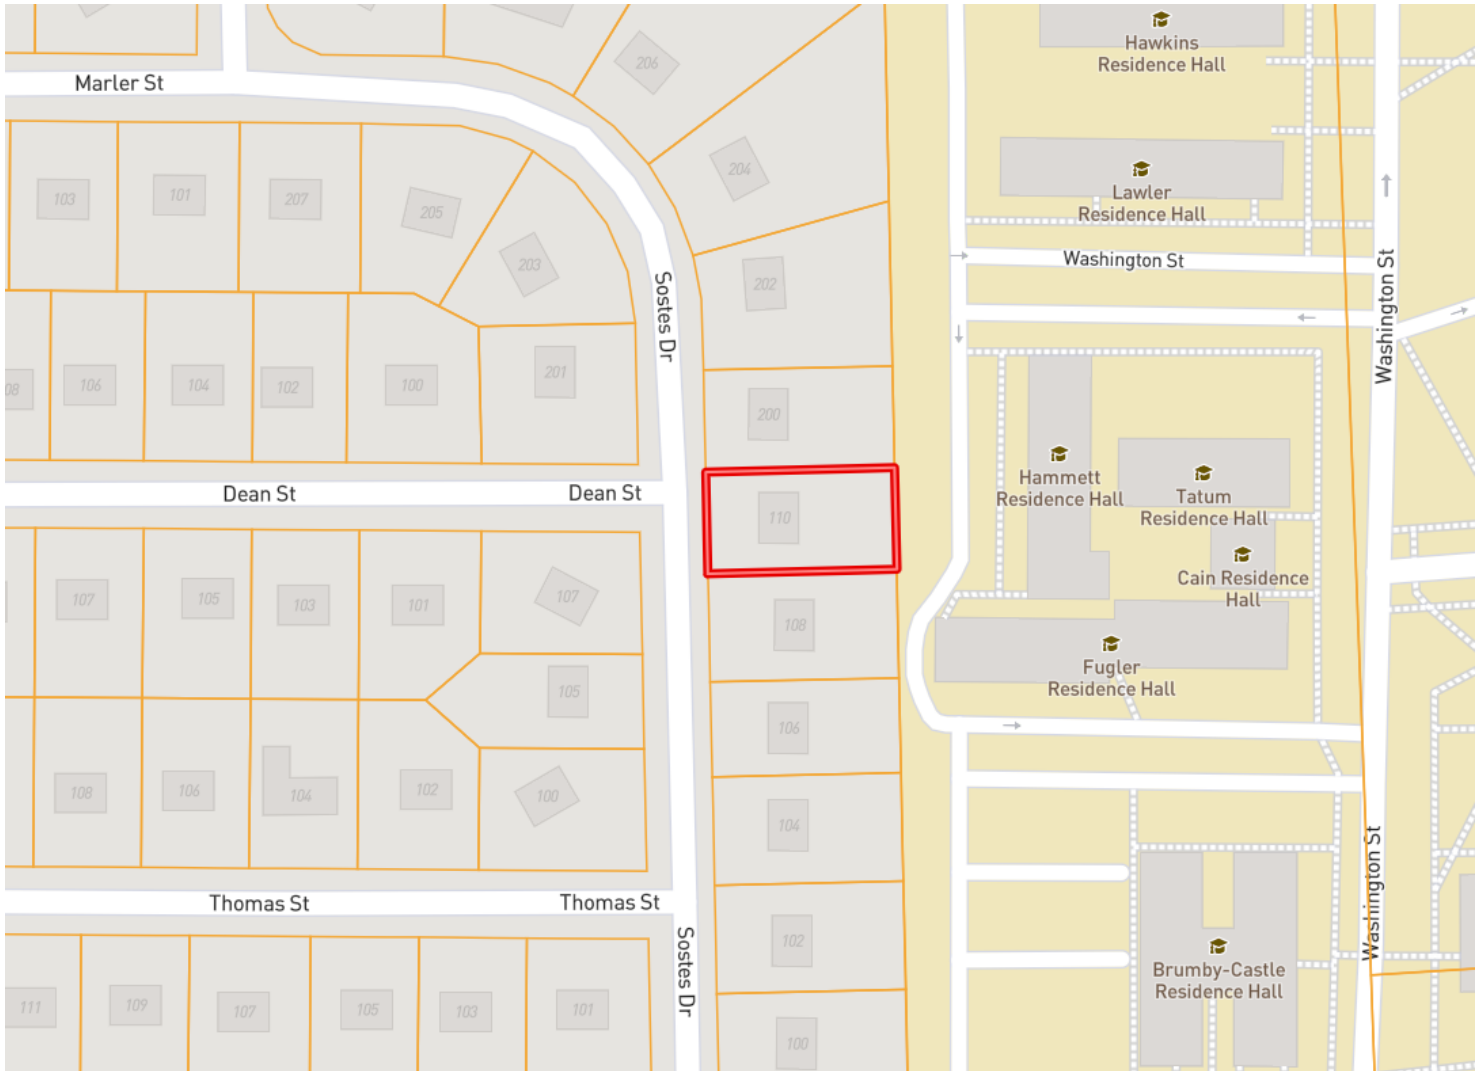 206
Hawkins
Residence Hall
Marler St
204
Lawler
Residence Hall
103
101
207
205
203
Washington St
Washington St
202
Sostes Dr
08
106
104
102
100
201
200
Hammett
Residence Hall
Tatum
Residence Hall
Dean St
Dean St
110
Cain Residence
Hall
107
105
103
101
107
108
Fugler
Residence Hall
105
106
108
106
104
102
100
104
Washington St
Thomas St
Thomas St
102
Sostes Dr
Brumby-Castle
Residence Hall
111
109
107
105
103
101
100